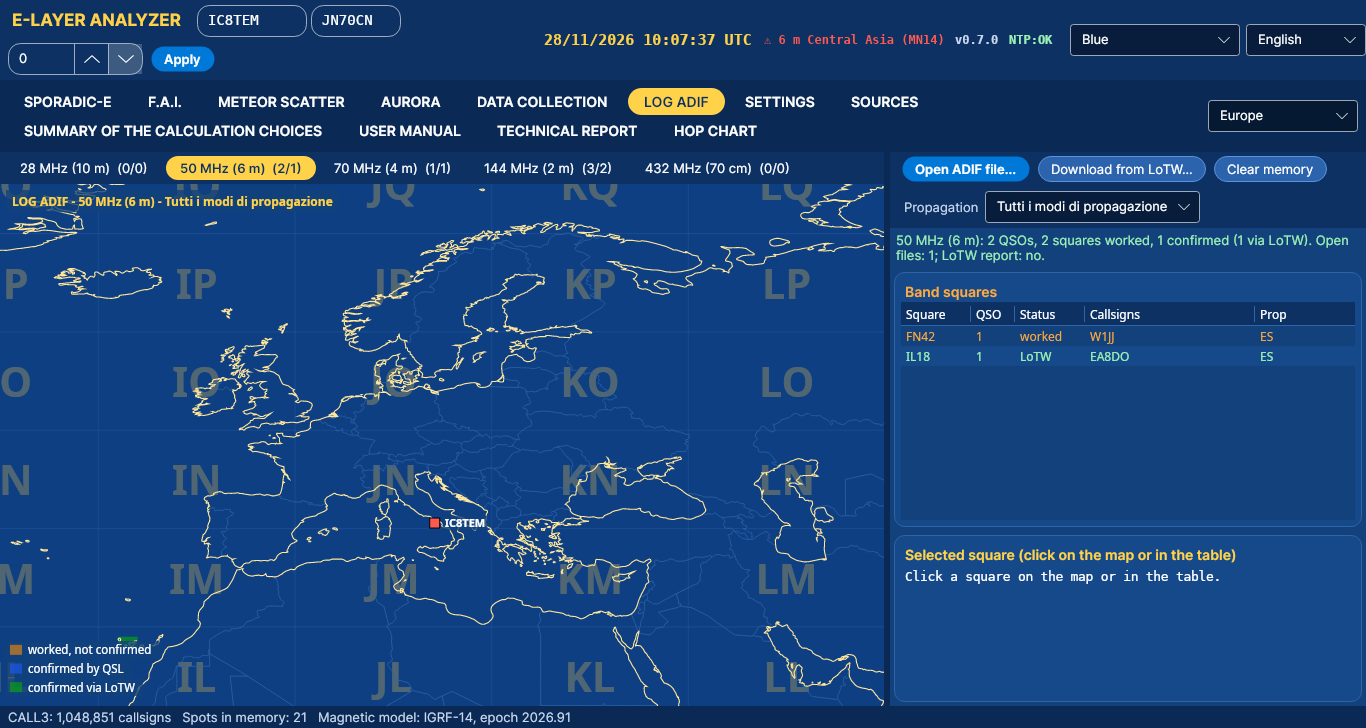 E-LAYER ANALYZER IC8TEM JN70CN
28/11/2026 10:07:37 UTC ⚠ 6 m Central Asia (MN14) v0.7.0 NTP:OK Blue English
0 Apply
SPORADIC-E F.A.I. METEOR SCATTER AURORA DATA COLLECTION LOG ADIF SETTINGS SOURCES
SUMMARY OF THE CALCULATION CHOICES USER MANUAL TECHNICAL REPORT HOP CHART
Europe
28 MHz (10 m) (0/0) 50 MHz (6 m) (2/1) 70 MHz (4 m) (1/1) 144 MHz (2 m) (3/2) 432 MHz (70 cm) (0/0)
LOG ADIF - 50 MHz (6 m) - Tutti i modi di propagazione
IQ JQ KQ LQ
P IP JP KP LP
O IO JO KO LO
N IN JN KN LN
IC8TEM
M IM JM KM LM
IL JL KL LL
worked, not confirmed
confirmed by QSL
confirmed via LoTW
Open ADIF file... Download from LoTW... Clear memory
Propagation Tutti i modi di propagazione
50 MHz (6 m): 2 QSOs, 2 squares worked, 1 confirmed (1 via LoTW). Open
files: 1; LoTW report: no.
Band squares
Square QSO Status Callsigns Prop
FN42 1 worked W1JJ ES
IL18 1 LoTW EA8DO ES
Selected square (click on the map or in the table)
Click a square on the map or in the table.
CALL3: 1,048,851 callsigns Spots in memory: 21 Magnetic model: IGRF-14, epoch 2026.91